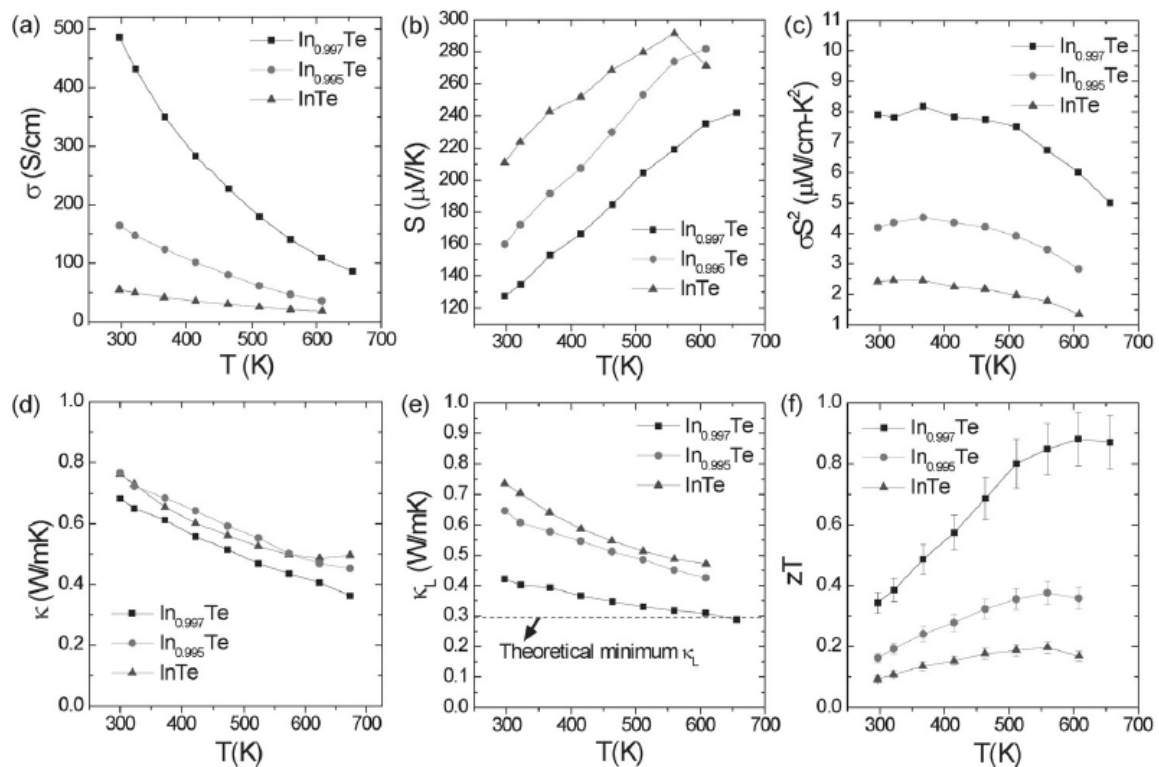 (a)
In0.997Te
In0.995Te
InTe
σ (S/cm)
500
400
300
200
100
0
300 400 500 600 700
T (K)
(b)
In0.997Te
In0.995Te
InTe
S (μV/K)
300
280
260
240
220
200
180
160
140
120
300 400 500 600 700
T(K)
(c)
In0.997Te
In0.995Te
InTe
σS² (μW/cm-K²)
11
10
9
8
7
6
5
4
3
2
1
300 400 500 600 700
T(K)
(d)
In0.997Te
In0.995Te
InTe
κ (W/mK)
1.0
0.8
0.6
0.4
0.2
0.0
300 400 500 600 700
T(K)
(e)
In0.997Te
In0.995Te
InTe
Theoretical minimum κL
κL (W/mK)
1.0
0.9
0.8
0.7
0.6
0.5
0.4
0.3
0.2
0.1
0.0
300 400 500 600 700
T(K)
(f)
In0.997Te
In0.995Te
InTe
zT
1.0
0.8
0.6
0.4
0.2
0.0
300 400 500 600 700
T(K)